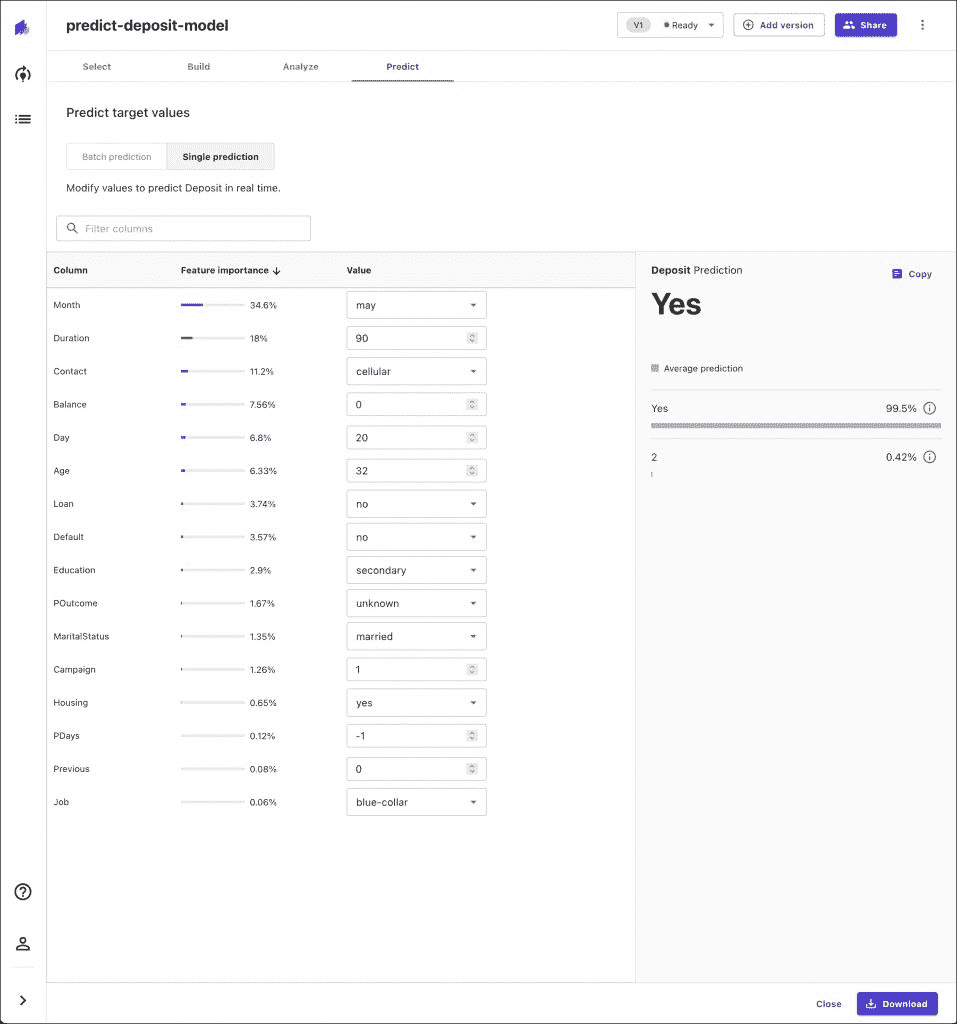 predict-deposit-model
V1 Ready
Add version
Share
Select Build Analyze Predict
Predict target values
Batch prediction Single prediction
Modify values to predict Deposit in real time.
Filter columns
Column Feature importance Value
Month 34.6% may
Duration 18% 90
Contact 11.2% cellular
Balance 7.56% 0
Day 6.8% 20
Age 6.33% 32
Loan 3.74% no
Default 3.57% no
Education 2.9% secondary
POutcome 1.67% unknown
MaritalStatus 1.35% married
Campaign 1.26% 1
Housing 0.65% yes
PDays 0.12% -1
Previous 0.08% 0
Job 0.06% blue-collar
Deposit Prediction
Copy
Yes
Average prediction
Yes 99.5%
2 0.42%
Close
Download